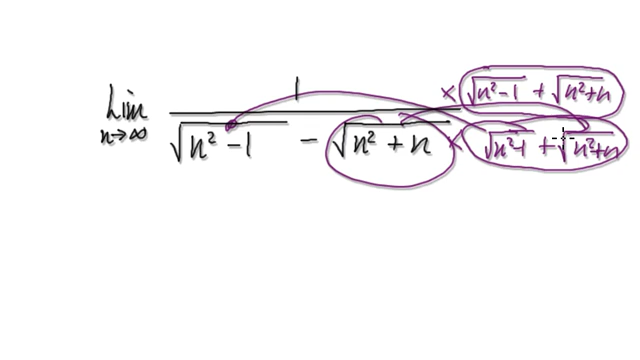 lim n→∞ 1 / (√(n² - 1) - √(n² + n)) × (√(n²-1) + √(n²+n)) / × (√(n²-1) + √(n²+n))